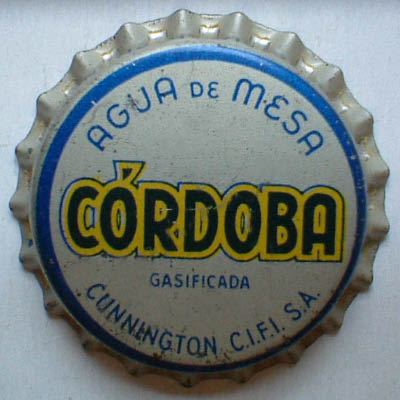 AGUA DE MESA
CÓRDOBA
GASIFICADA
CUNNINGTON C.I.F.I. S.A.